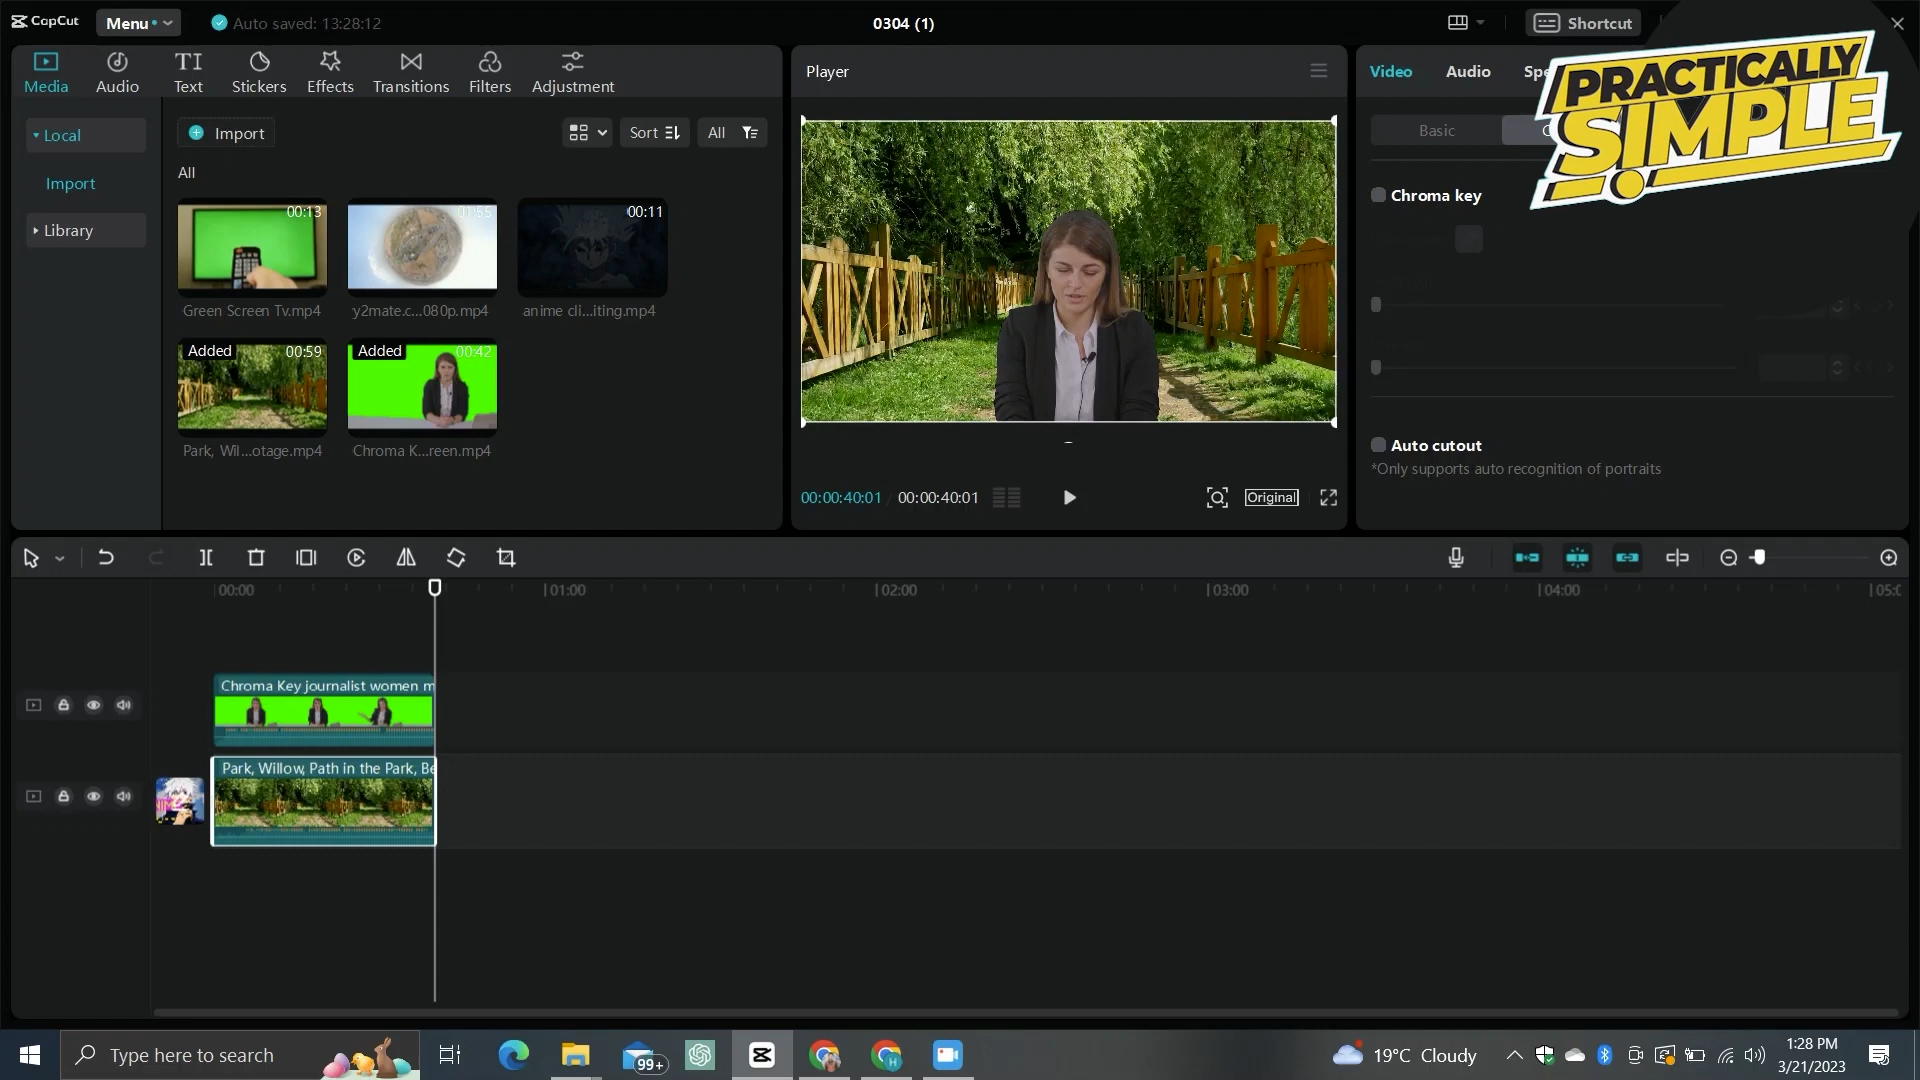 CapCut
Menu
Auto saved: 13:28:12
0304 (1)
Shortcut
Media
Audio
Text
Stickers
Effects
Transitions
Filters
Adjustment
Player
Video
Audio
PRACTICALLY
SIMPLE
Local
Import
Sort
All
Basic
Import
All
Chroma key
Library
00:13
01:55
00:11
Green Screen Tv.mp4
y2mate.c...080p.mp4
anime cli...iting.mp4
Added
00:59
Added
00:42
Park, Wil...otage.mp4
Chroma K...reen.mp4
Auto cutout
*Only supports auto recognition of portraits
00:00:40:01 / 00:00:40:01
Original
00:00
01:00
02:00
03:00
04:00
Chroma Key journalist women m
Park, Willow, Path in the Park, Be
Type here to search
99+
19°C Cloudy
1:28 PM
3/21/2023